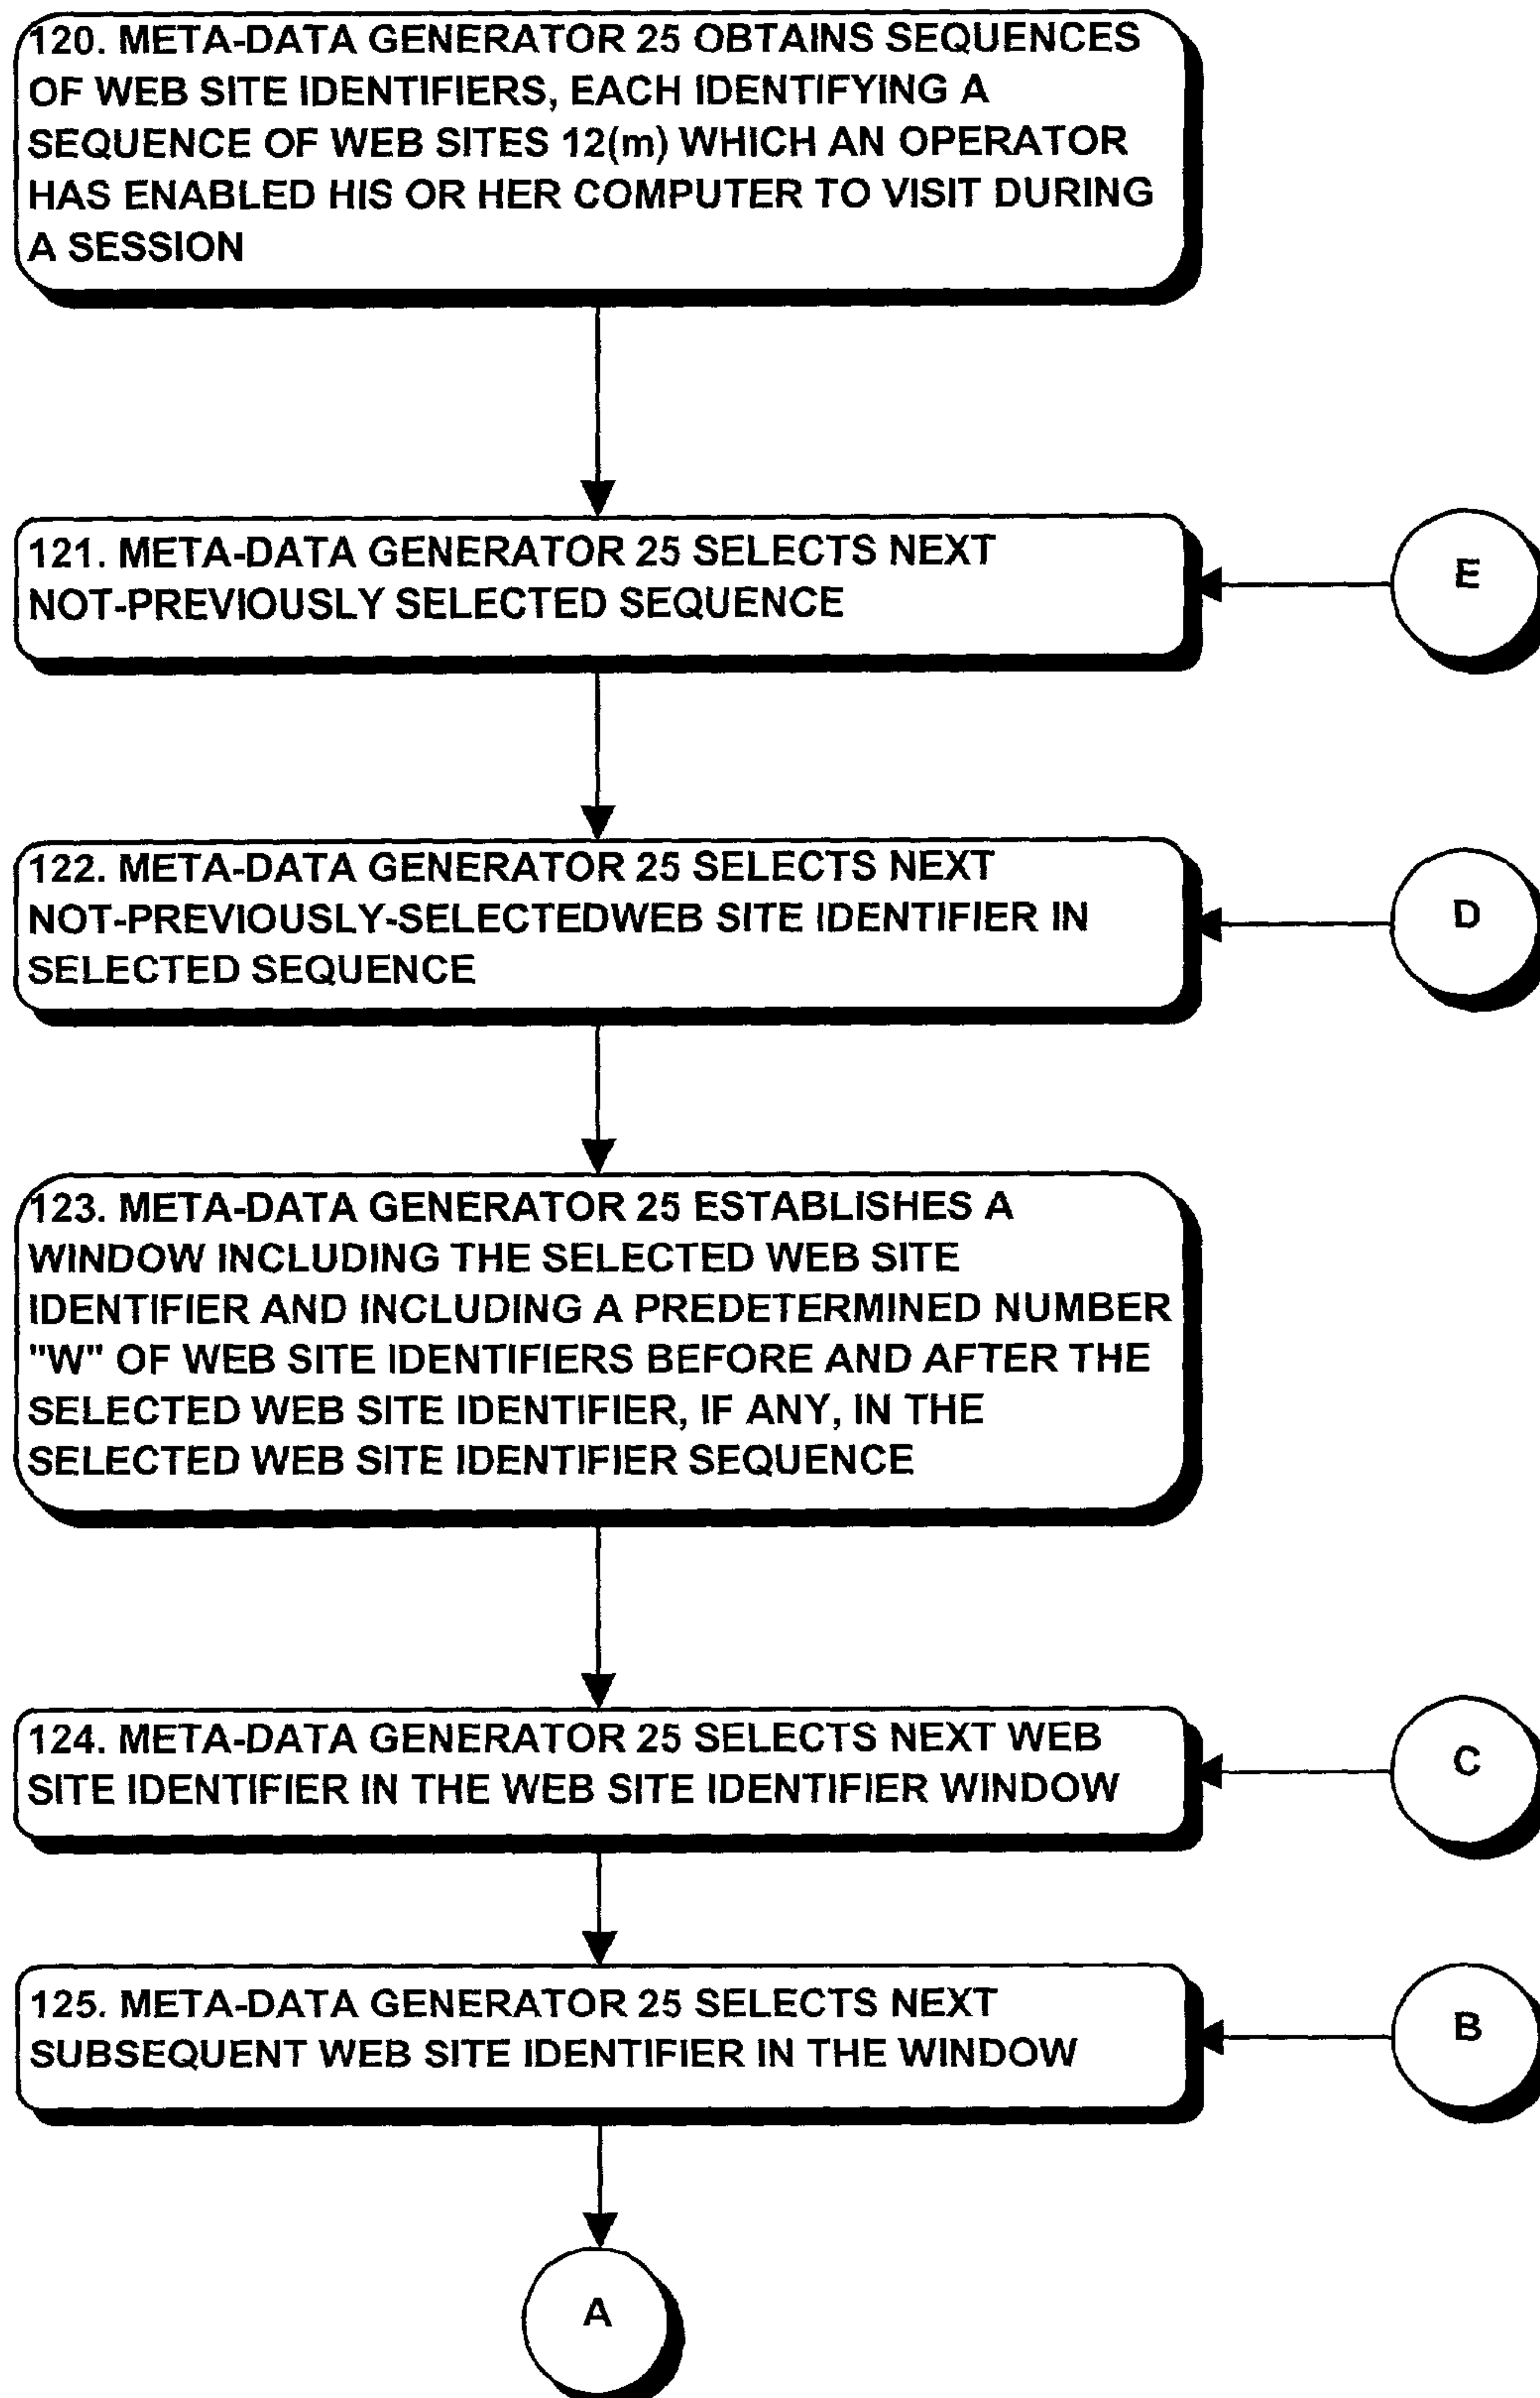 120. META-DATA GENERATOR 25 OBTAINS SEQUENCES
OF WEB SITE IDENTIFIERS, EACH IDENTIFYING A
SEQUENCE OF WEB SITES 12(m) WHICH AN OPERATOR
HAS ENABLED HIS OR HER COMPUTER TO VISIT DURING
A SESSION
121. META-DATA GENERATOR 25 SELECTS NEXT
NOT-PREVIOUSLY SELECTED SEQUENCE
E
122. META-DATA GENERATOR 25 SELECTS NEXT
NOT-PREVIOUSLY-SELECTEDWEB SITE IDENTIFIER IN
SELECTED SEQUENCE
D
123. META-DATA GENERATOR 25 ESTABLISHES A
WINDOW INCLUDING THE SELECTED WEB SITE
IDENTIFIER AND INCLUDING A PREDETERMINED NUMBER
"W" OF WEB SITE IDENTIFIERS BEFORE AND AFTER THE
SELECTED WEB SITE IDENTIFIER, IF ANY, IN THE
SELECTED WEB SITE IDENTIFIER SEQUENCE
124. META-DATA GENERATOR 25 SELECTS NEXT WEB
SITE IDENTIFIER IN THE WEB SITE IDENTIFIER WINDOW
C
125. META-DATA GENERATOR 25 SELECTS NEXT
SUBSEQUENT WEB SITE IDENTIFIER IN THE WINDOW
B
A